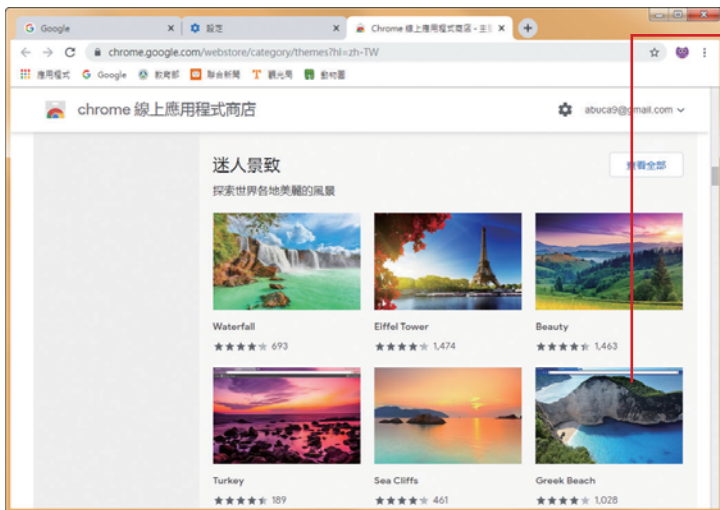 Google
設定
Chrome 線上應用程式商店 - 主
chrome.google.com/webstore/category/themes?hl=zh-TW
應用程式 Google 教育部 聯合新聞 觀光局 動物園
chrome 線上應用程式商店
abuca9@gmail.com
迷人景致
查看全部
探索世界各地美麗的風景
Waterfall
Eiffel Tower
Beauty
693
1,474
1,463
Turkey
Sea Cliffs
Greek Beach
189
461
1,028